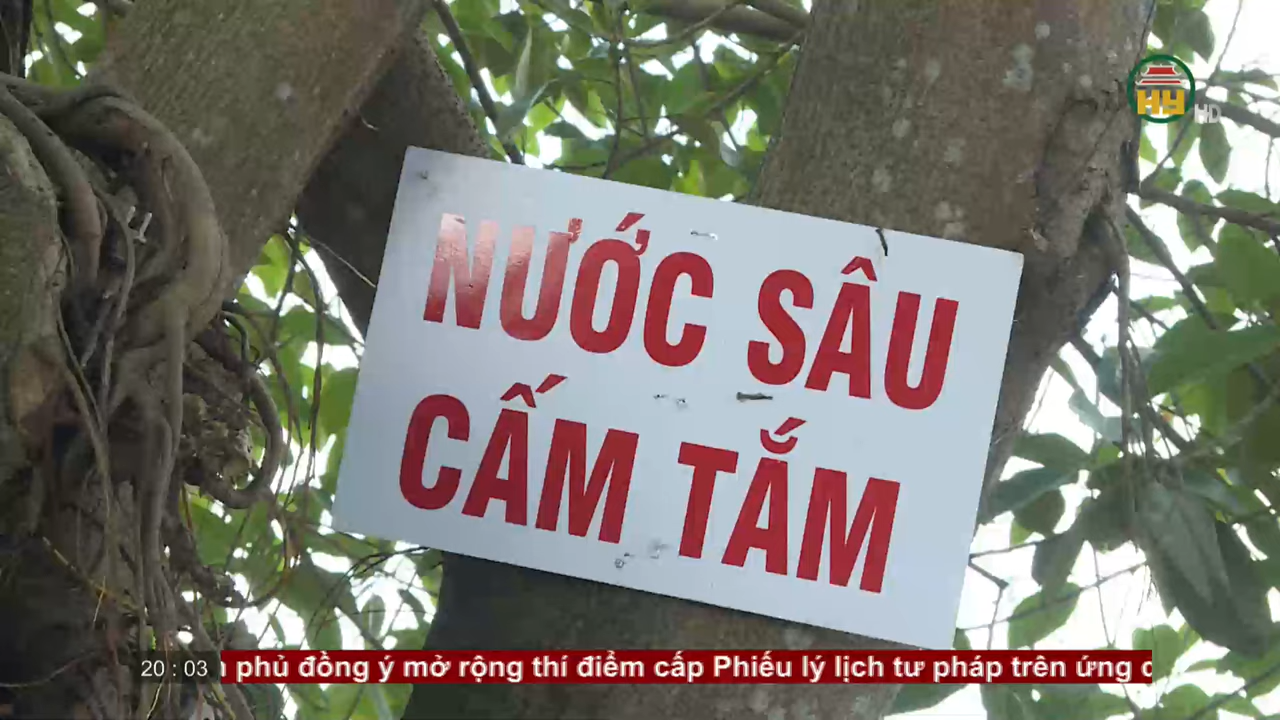 HY HD
NƯỚC SÂU
CẤM TẮM
20 : 03
phủ đồng ý mở rộng thí điểm cấp Phiếu lý lịch tư pháp trên ứng